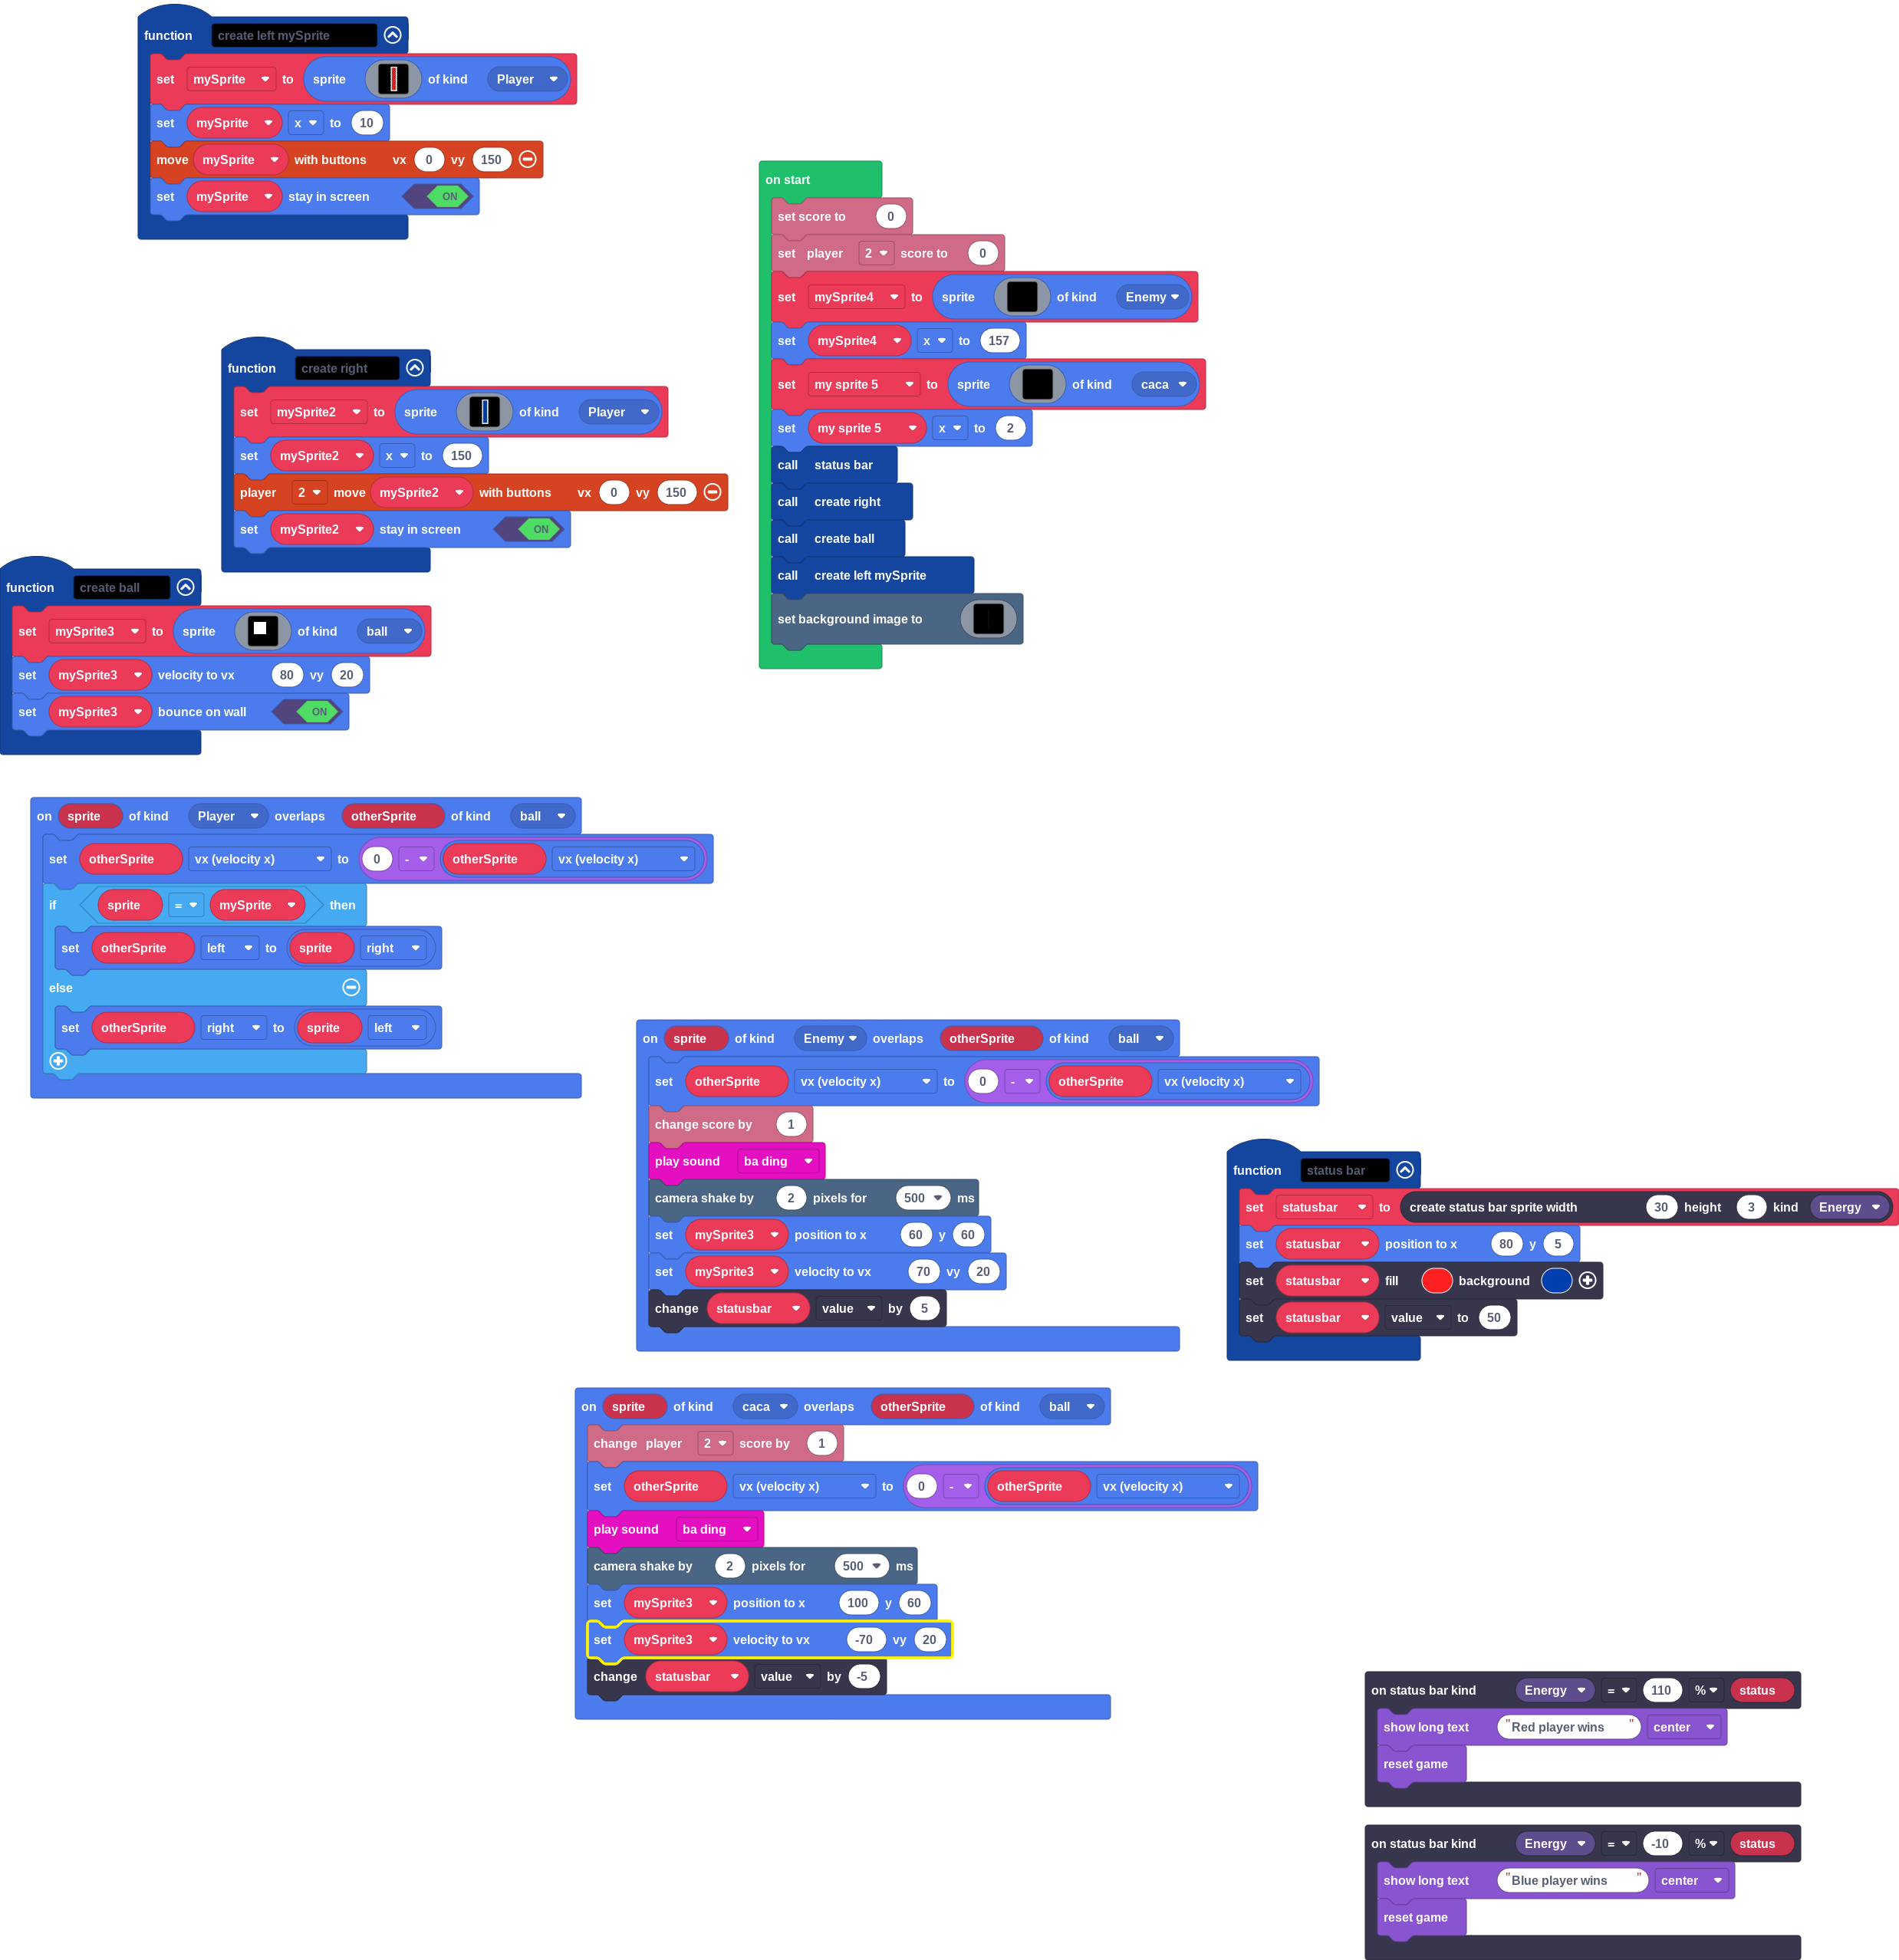 function create left mySprite
set mySprite to sprite of kind Player
set mySprite x to 10
move mySprite with buttons vx 0 vy 150
set mySprite stay in screen ON
function create right
set mySprite2 to sprite of kind Player
set mySprite2 x to 150
player 2 move mySprite2 with buttons vx 0 vy 150
set mySprite2 stay in screen ON
function create ball
set mySprite3 to sprite of kind ball
set mySprite3 velocity to vx 80 vy 20
set mySprite3 bounce on wall ON
on start
set score to 0
set player 2 score to 0
set mySprite4 to sprite of kind Enemy
set mySprite4 x to 157
set my sprite 5 to sprite of kind caca
set my sprite 5 x to 2
call status bar
call create right
call create ball
call create left mySprite
set background image to
on sprite of kind Player overlaps otherSprite of kind ball
set otherSprite vx (velocity x) to 0 - otherSprite vx (velocity x)
if sprite = mySprite then
set otherSprite left to sprite right
else
set otherSprite right to sprite left
on sprite of kind Enemy overlaps otherSprite of kind ball
set otherSprite vx (velocity x) to 0 - otherSprite vx (velocity x)
change score by 1
play sound ba ding
camera shake by 2 pixels for 500 ms
set mySprite3 position to x 60 y 60
set mySprite3 velocity to vx 70 vy 20
change statusbar value by 5
function status bar
set statusbar to create status bar sprite width 30 height 3 kind Energy
set statusbar position to x 80 y 5
set statusbar fill background
set statusbar value to 50
on sprite of kind caca overlaps otherSprite of kind ball
change player 2 score by 1
set otherSprite vx (velocity x) to 0 - otherSprite vx (velocity x)
play sound ba ding
camera shake by 2 pixels for 500 ms
set mySprite3 position to x 100 y 60
set mySprite3 velocity to vx -70 vy 20
change statusbar value by -5
on status bar kind Energy = 110 % status
show long text "Red player wins" center
reset game
on status bar kind Energy = -10 % status
show long text "Blue player wins" center
reset game